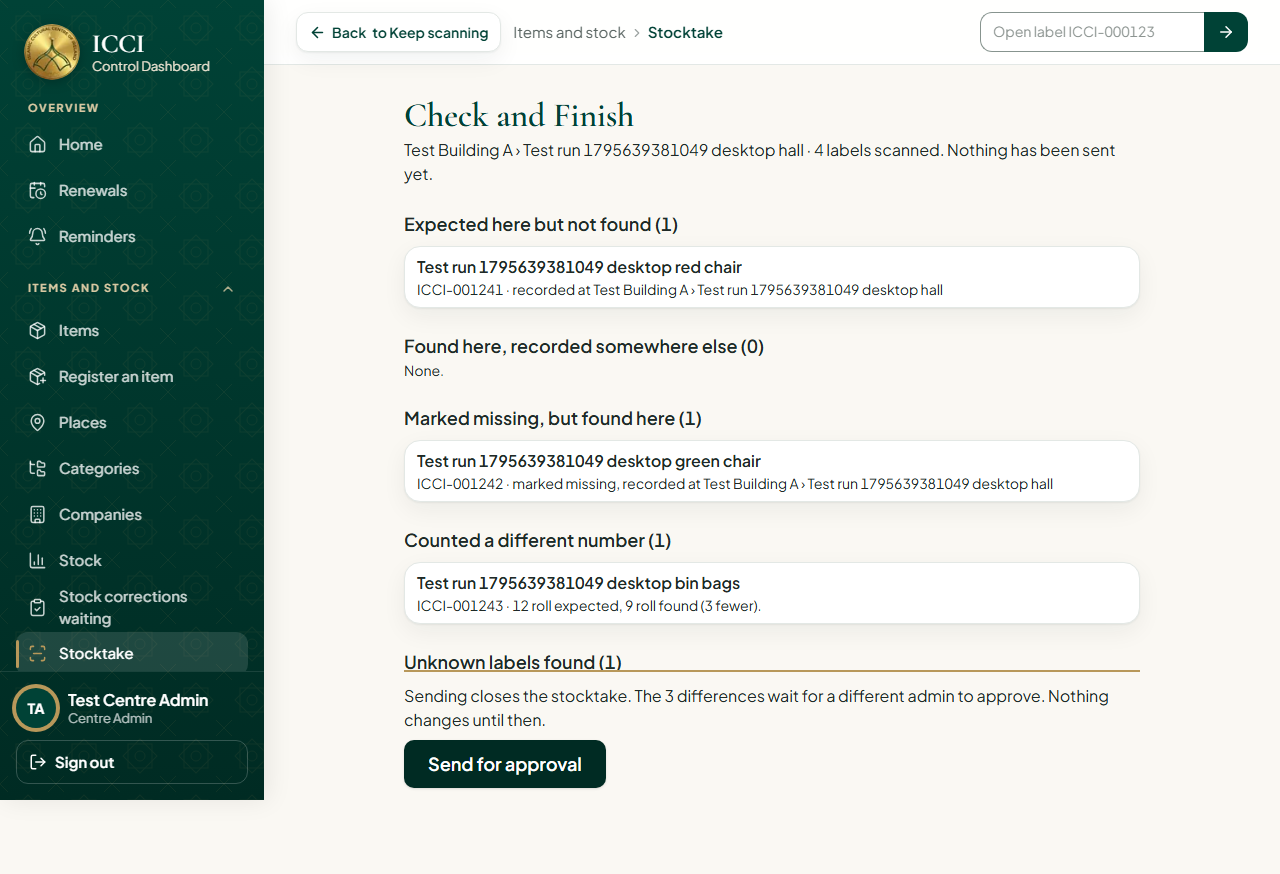 ICCI
Control Dashboard
OVERVIEW
Home
Renewals
Reminders
ITEMS AND STOCK
Items
Register an item
Places
Categories
Companies
Stock
Stock corrections
waiting
Stocktake
TA
Test Centre Admin
Centre Admin
Sign out
Back to Keep scanning
Items and stock › Stocktake
Open label ICCI-000123
Check and Finish
Test Building A › Test run 1795639381049 desktop hall · 4 labels scanned. Nothing has been sent
yet.
Expected here but not found (1)
Test run 1795639381049 desktop red chair
ICCI-001241 · recorded at Test Building A › Test run 1795639381049 desktop hall
Found here, recorded somewhere else (0)
None.
Marked missing, but found here (1)
Test run 1795639381049 desktop green chair
ICCI-001242 · marked missing, recorded at Test Building A › Test run 1795639381049 desktop hall
Counted a different number (1)
Test run 1795639381049 desktop bin bags
ICCI-001243 · 12 roll expected, 9 roll found (3 fewer).
Unknown labels found (1)
Sending closes the stocktake. The 3 differences wait for a different admin to approve. Nothing
changes until then.
Send for approval